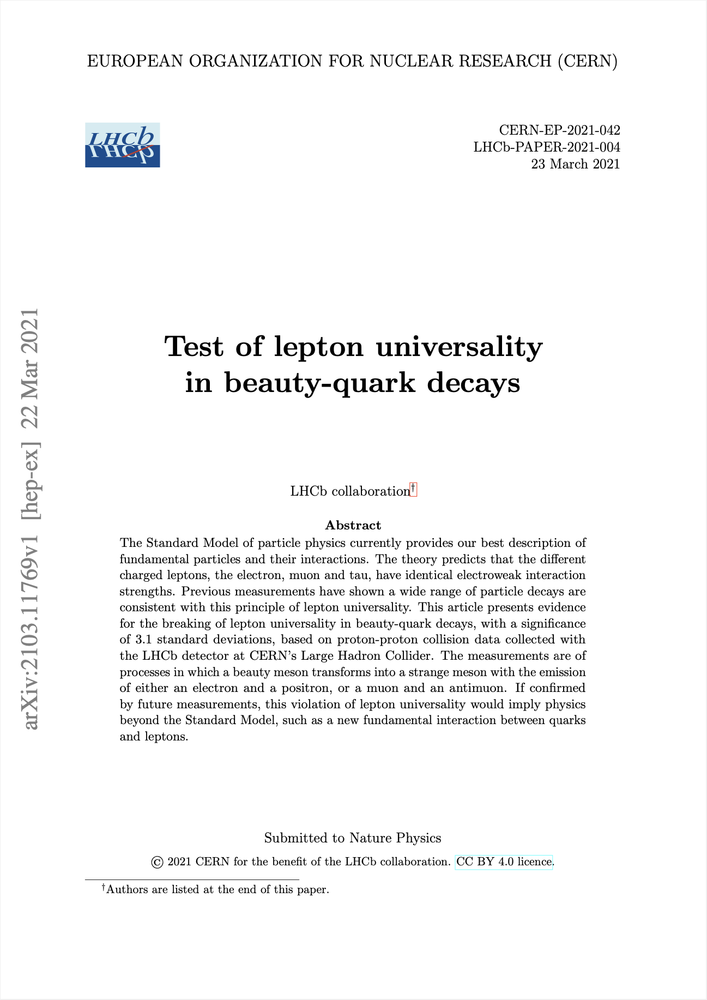 EUROPEAN ORGANIZATION FOR NUCLEAR RESEARCH (CERN)
LHCb
LHCb
CERN-EP-2021-042
LHCb-PAPER-2021-004
23 March 2021
arXiv:2103.11769v1 [hep-ex] 22 Mar 2021
Test of lepton universality
in beauty-quark decays
LHCb collaboration†
Abstract
The Standard Model of particle physics currently provides our best description of
fundamental particles and their interactions. The theory predicts that the different
charged leptons, the electron, muon and tau, have identical electroweak interaction
strengths. Previous measurements have shown a wide range of particle decays are
consistent with this principle of lepton universality. This article presents evidence
for the breaking of lepton universality in beauty-quark decays, with a significance
of 3.1 standard deviations, based on proton-proton collision data collected with
the LHCb detector at CERN's Large Hadron Collider. The measurements are of
processes in which a beauty meson transforms into a strange meson with the emission
of either an electron and a positron, or a muon and an antimuon. If confirmed
by future measurements, this violation of lepton universality would imply physics
beyond the Standard Model, such as a new fundamental interaction between quarks
and leptons.
Submitted to Nature Physics
© 2021 CERN for the benefit of the LHCb collaboration. CC BY 4.0 licence.
†Authors are listed at the end of this paper.